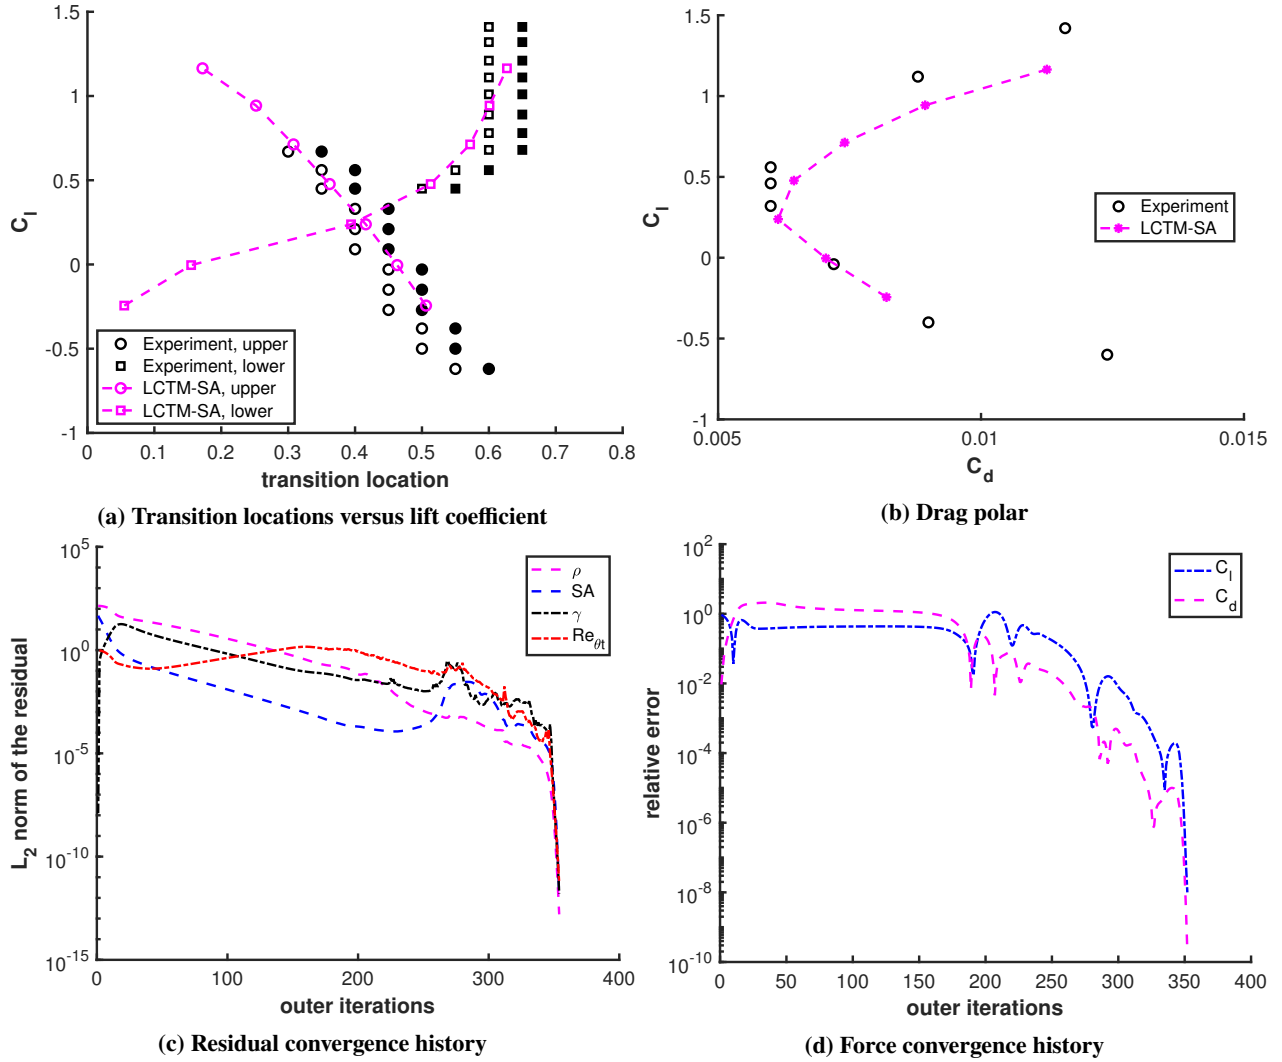 1.5
1
0.5
0
-0.5
-1
C_l
0 0.1 0.2 0.3 0.4 0.5 0.6 0.7 0.8
transition location
Experiment, upper
Experiment, lower
LCTM-SA, upper
LCTM-SA, lower
(a) Transition locations versus lift coefficient
1.5
1
0.5
0
-0.5
-1
C_l
0.005 0.01 0.015
C_d
Experiment
LCTM-SA
(b) Drag polar
10^5
10^0
10^-5
10^-10
10^-15
L_2 norm of the residual
0 100 200 300 400
outer iterations
ρ
SA
γ
Re_θt
(c) Residual convergence history
10^2
10^0
10^-2
10^-4
10^-6
10^-8
10^-10
relative error
0 50 100 150 200 250 300 350 400
outer iterations
C_l
C_d
(d) Force convergence history